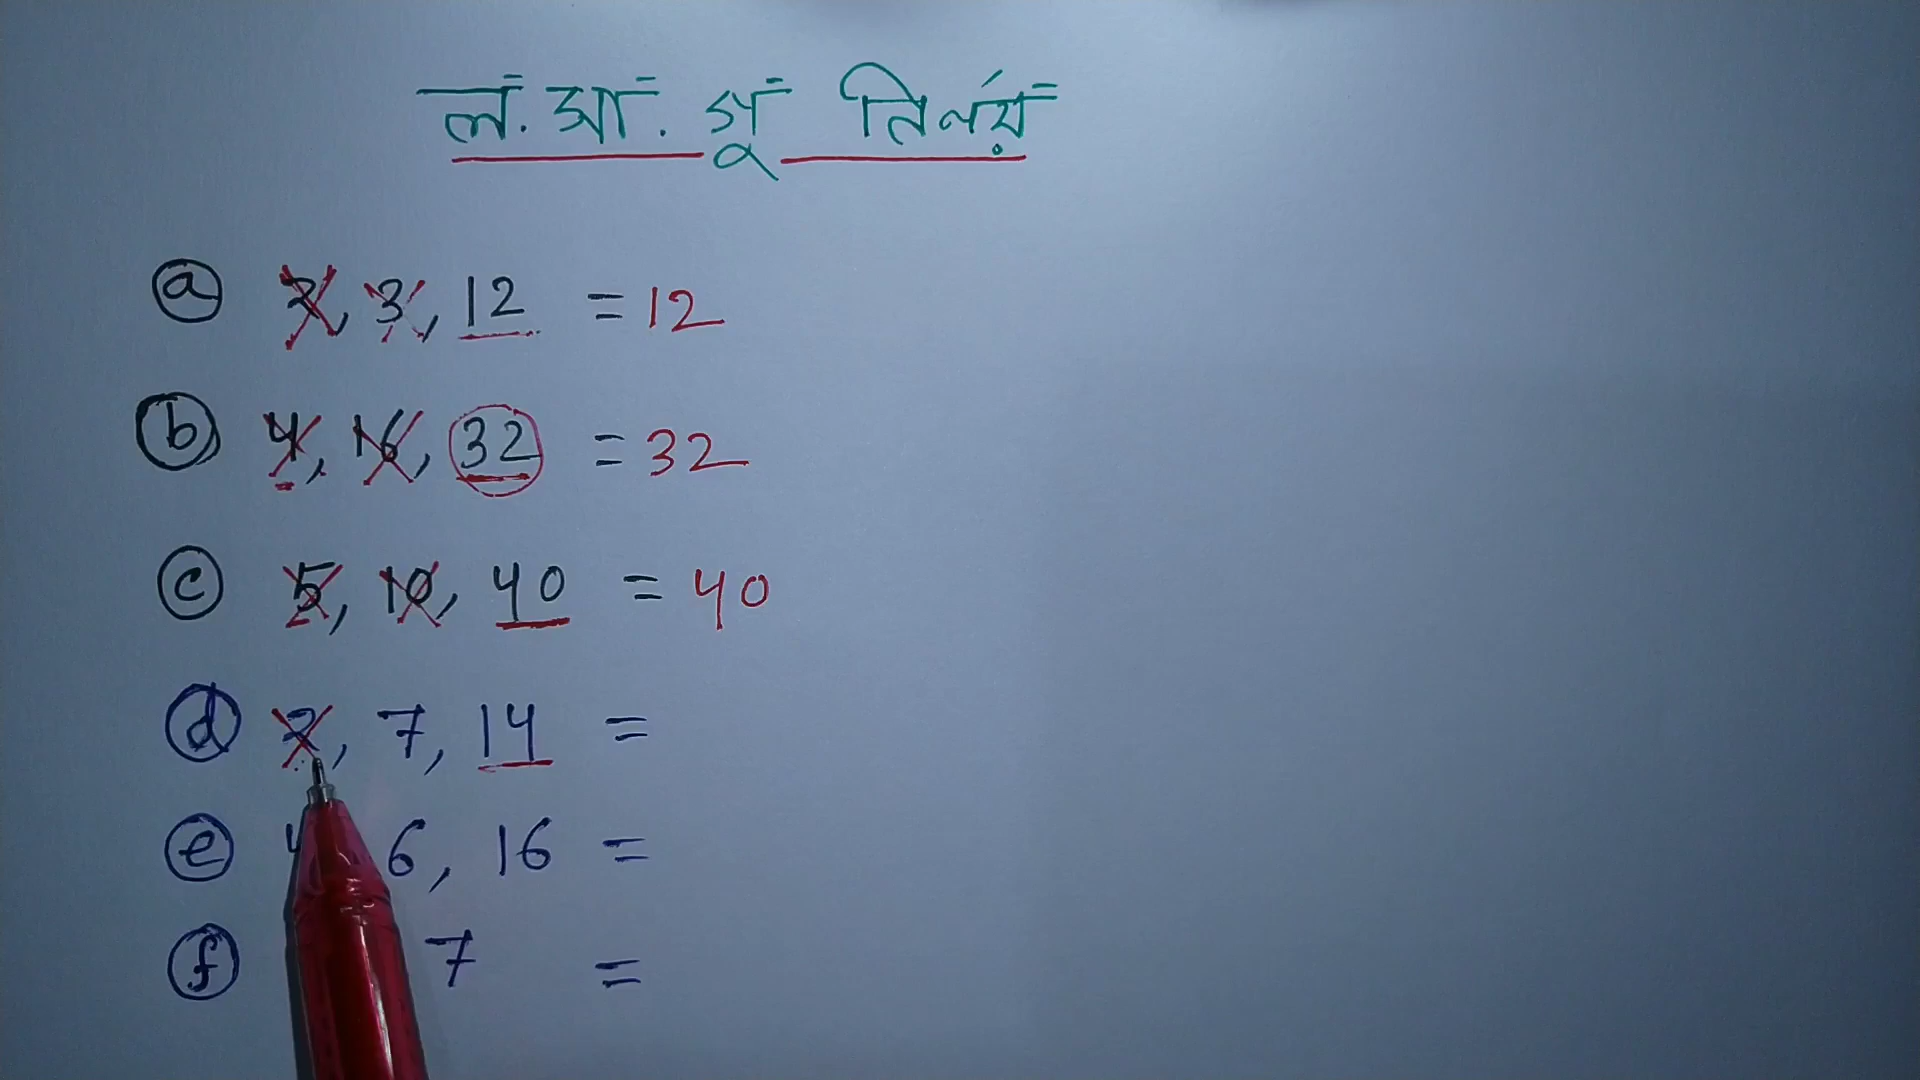 ল. সা. গু নির্ণয়
ⓐ 2, 3, 12 = 12
ⓑ 4, 16, 32 = 32
ⓒ 5, 10, 40 = 40
ⓓ 2, 7, 14 =
ⓔ 6, 16 =
ⓕ 7 =